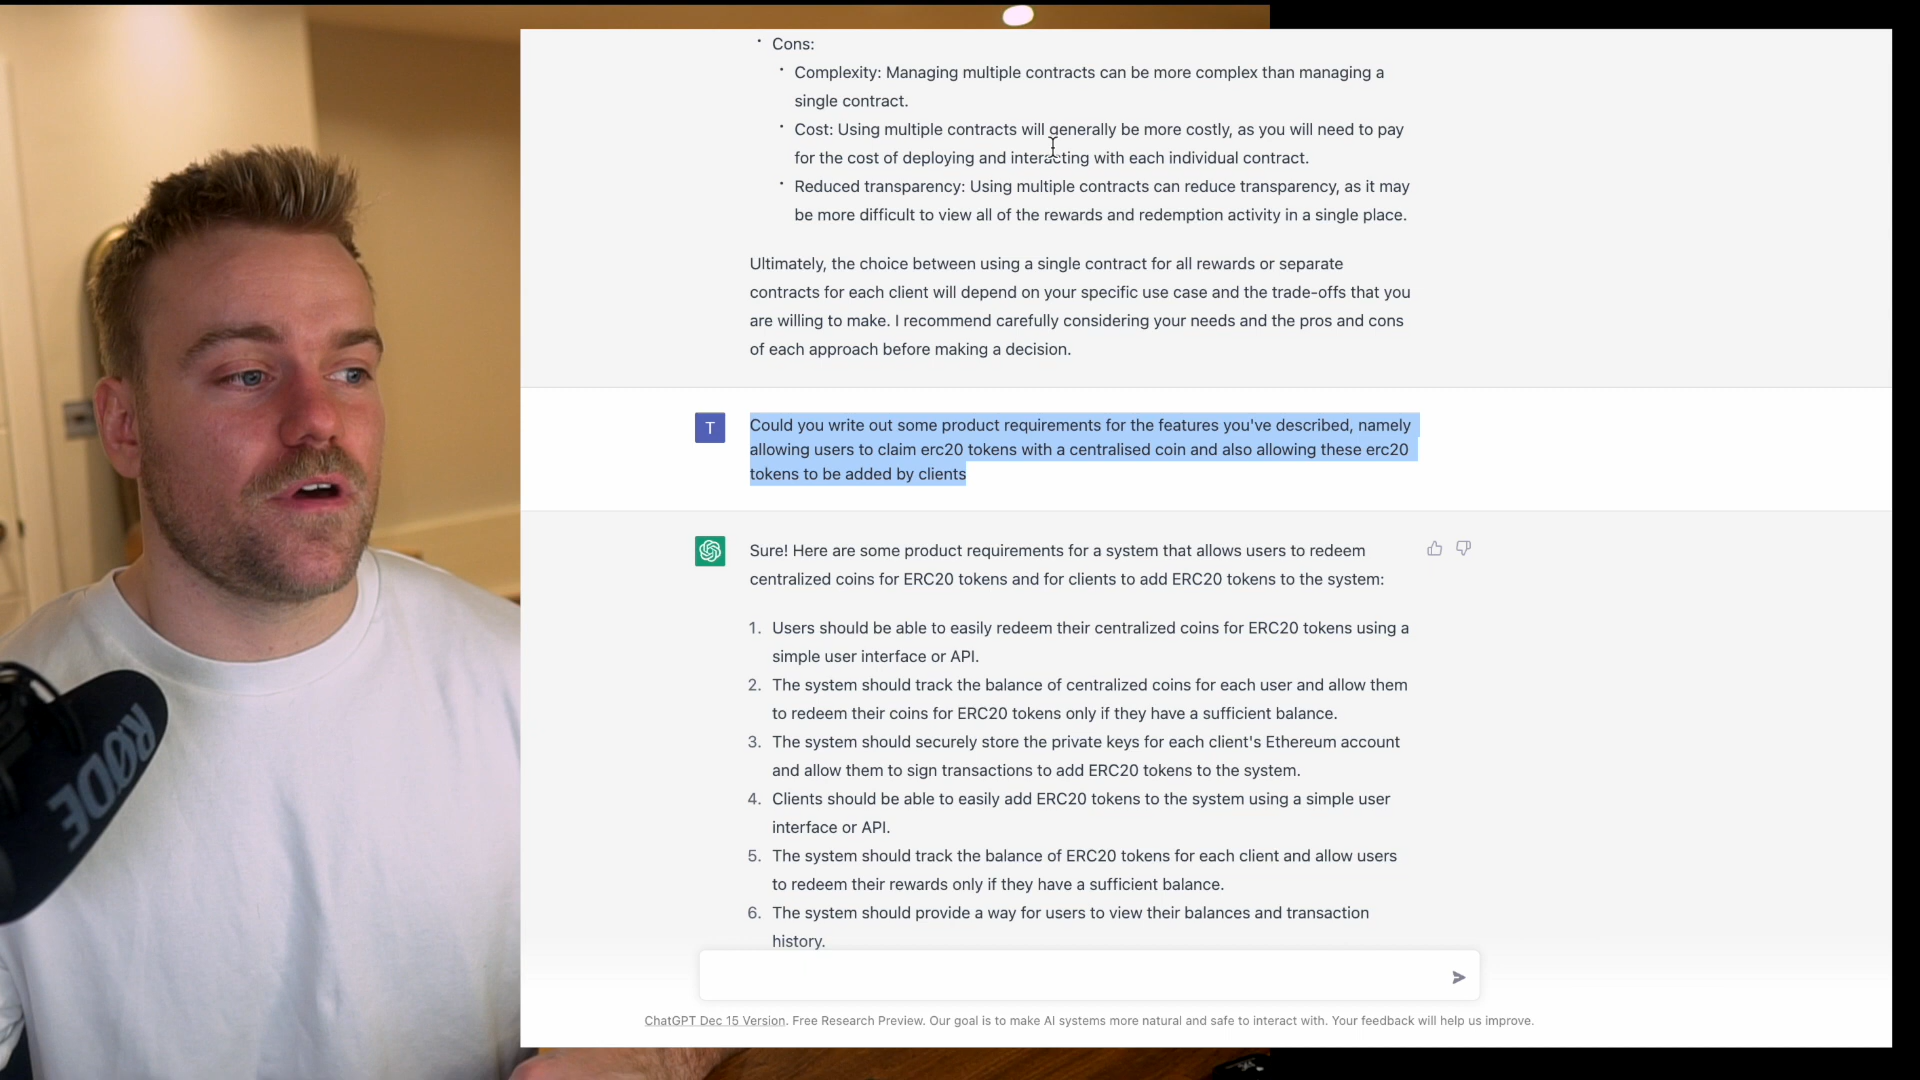 Cons:
Complexity: Managing multiple contracts can be more complex than managing a
single contract.
Cost: Using multiple contracts will generally be more costly, as you will need to pay
for the cost of deploying and interacting with each individual contract.
Reduced transparency: Using multiple contracts can reduce transparency, as it may
be more difficult to view all of the rewards and redemption activity in a single place.
Ultimately, the choice between using a single contract for all rewards or separate
contracts for each client will depend on your specific use case and the trade-offs that you
are willing to make. I recommend carefully considering your needs and the pros and cons
of each approach before making a decision.
T
Could you write out some product requirements for the features you've described, namely
allowing users to claim erc20 tokens with a centralised coin and also allowing these erc20
tokens to be added by clients
Sure! Here are some product requirements for a system that allows users to redeem
centralized coins for ERC20 tokens and for clients to add ERC20 tokens to the system:
1. Users should be able to easily redeem their centralized coins for ERC20 tokens using a
simple user interface or API.
2. The system should track the balance of centralized coins for each user and allow them
to redeem their coins for ERC20 tokens only if they have a sufficient balance.
3. The system should securely store the private keys for each client's Ethereum account
and allow them to sign transactions to add ERC20 tokens to the system.
4. Clients should be able to easily add ERC20 tokens to the system using a simple user
interface or API.
5. The system should track the balance of ERC20 tokens for each client and allow users
to redeem their rewards only if they have a sufficient balance.
6. The system should provide a way for users to view their balances and transaction
history.
ChatGPT Dec 15 Version. Free Research Preview. Our goal is to make AI systems more natural and safe to interact with. Your feedback will help us improve.
RØDE